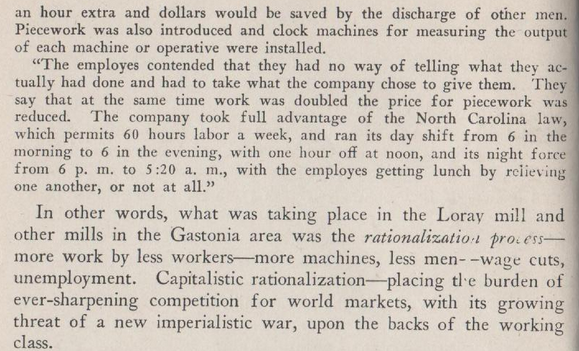 an hour extra and dollars would be saved by the discharge of other men.
Piecework was also introduced and clock machines for measuring the output
of each machine or operative were installed.
“The employes contended that they had no way of telling what they ac-
tually had done and had to take what the company chose to give them. They
say that at the same time work was doubled the price for piecework was
reduced. The company took full advantage of the North Carolina law,
which permits 60 hours labor a week, and ran its day shift from 6 in the
morning to 6 in the evening, with one hour off at noon, and its night force
from 6 p. m. to 5:20 a. m., with the employes getting lunch by relieving
one another, or not at all.”
In other words, what was taking place in the Loray mill and
other mills in the Gastonia area was the rationalization process—
more work by less workers—more machines, less men--wage cuts,
unemployment. Capitalistic rationalization—placing the burden of
ever-sharpening competition for world markets, with its growing
threat of a new imperialistic war, upon the backs of the working
class.